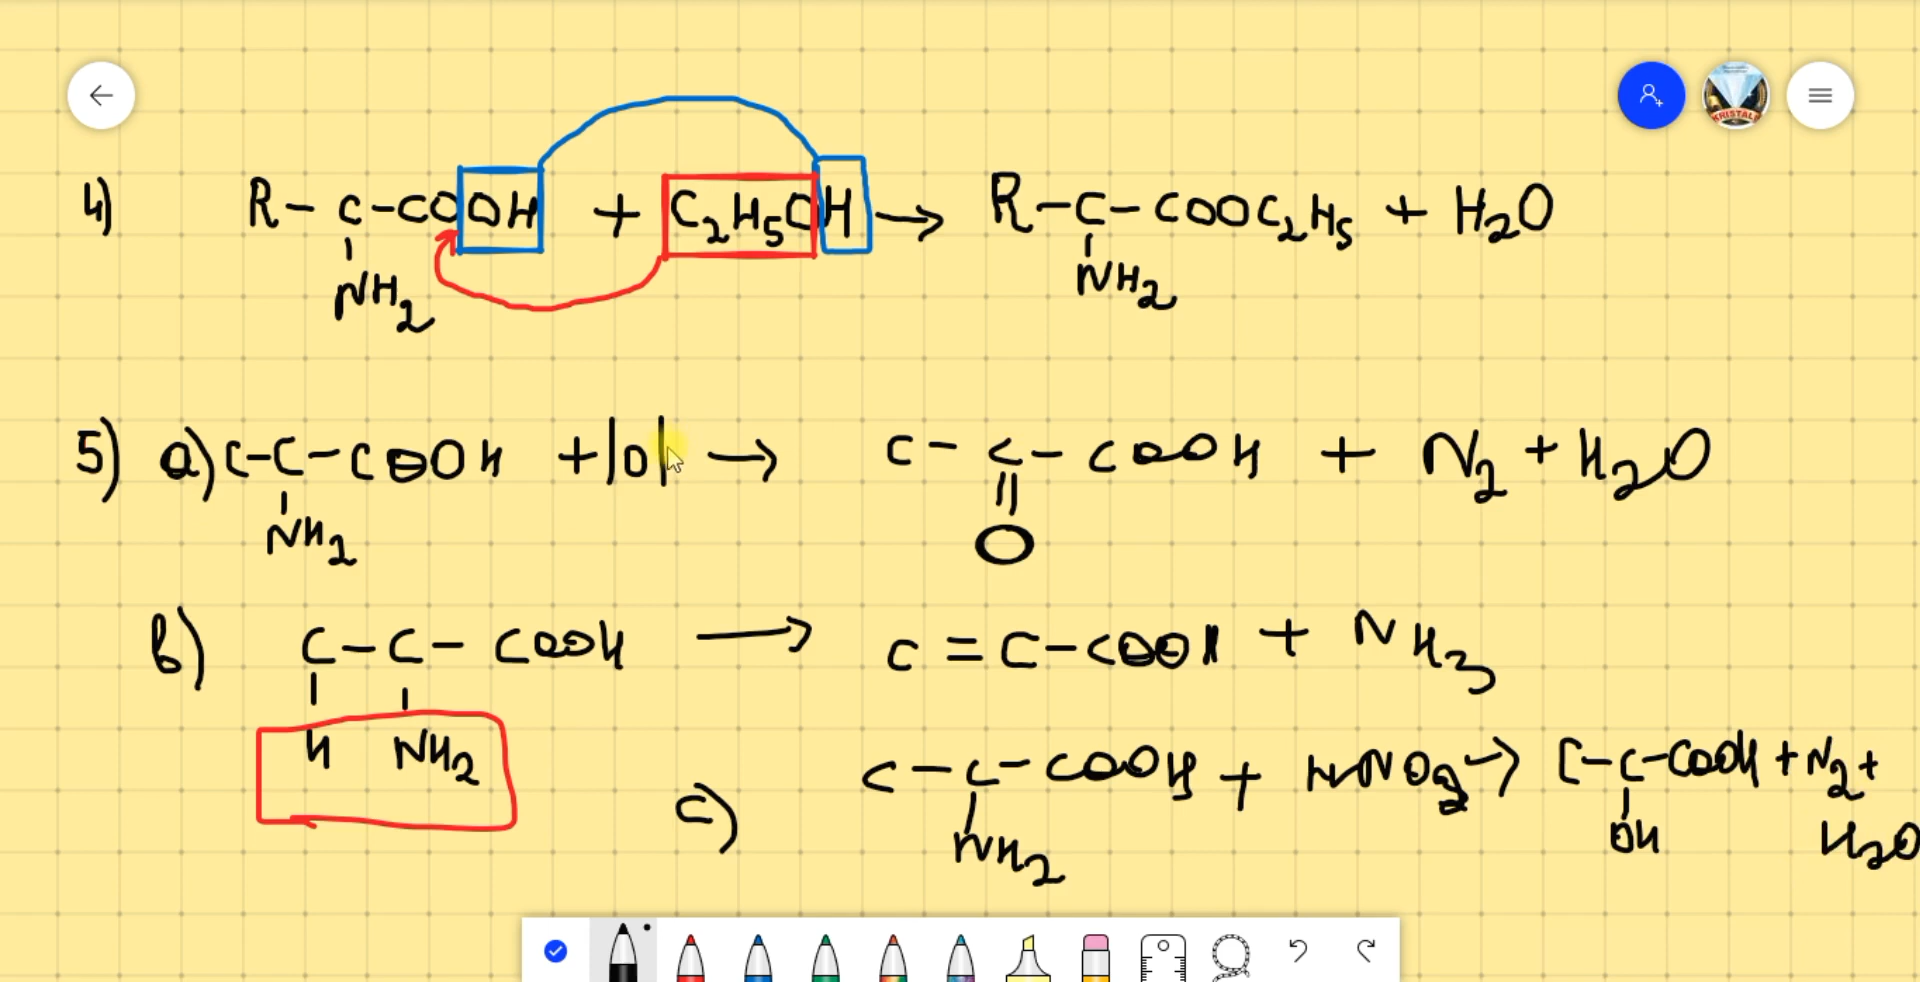 4) R-C-COOH + C2H5OH → R-C-COOC2H5 + H2O
NH2 NH2
5) a) C-C-COOH + |O| → C-C-COOH + N2 + H2O
NH2 O
b) C-C-COOH → C=C-COOH + NH3
H NH2
c) C-C-COOH + HNO2 → C-C-COOH + N2 +
NH2 OH H2O
KRISTALL